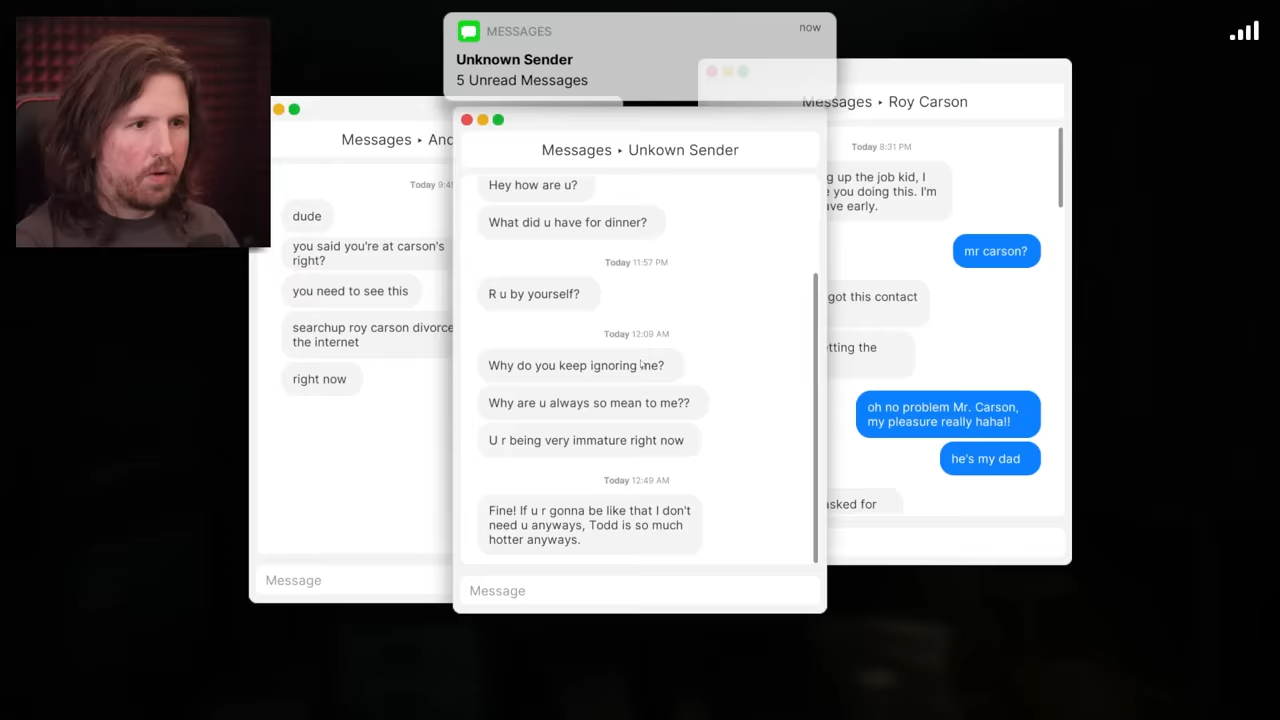 MESSAGES
now
Unknown Sender
5 Unread Messages
Messages ‣ And
Today 9:4
dude
you said you're at carson's
right?
you need to see this
searchup roy carson divorce
the internet
right now
Message
Messages ‣ Unkown Sender
Hey how are u?
What did u have for dinner?
Today 11:57 PM
R u by yourself?
Today 12:09 AM
Why do you keep ignoring me?
Why are u always so mean to me??
U r being very immature right now
Today 12:49 AM
Fine! If u r gonna be like that I don't
need u anyways, Todd is so much
hotter anyways.
Message
Messages ‣ Roy Carson
Today 8:31 PM
g up the job kid, I
e you doing this. I'm
ave early.
mr carson?
got this contact
tting the
oh no problem Mr. Carson,
my pleasure really haha!!
he's my dad
asked for